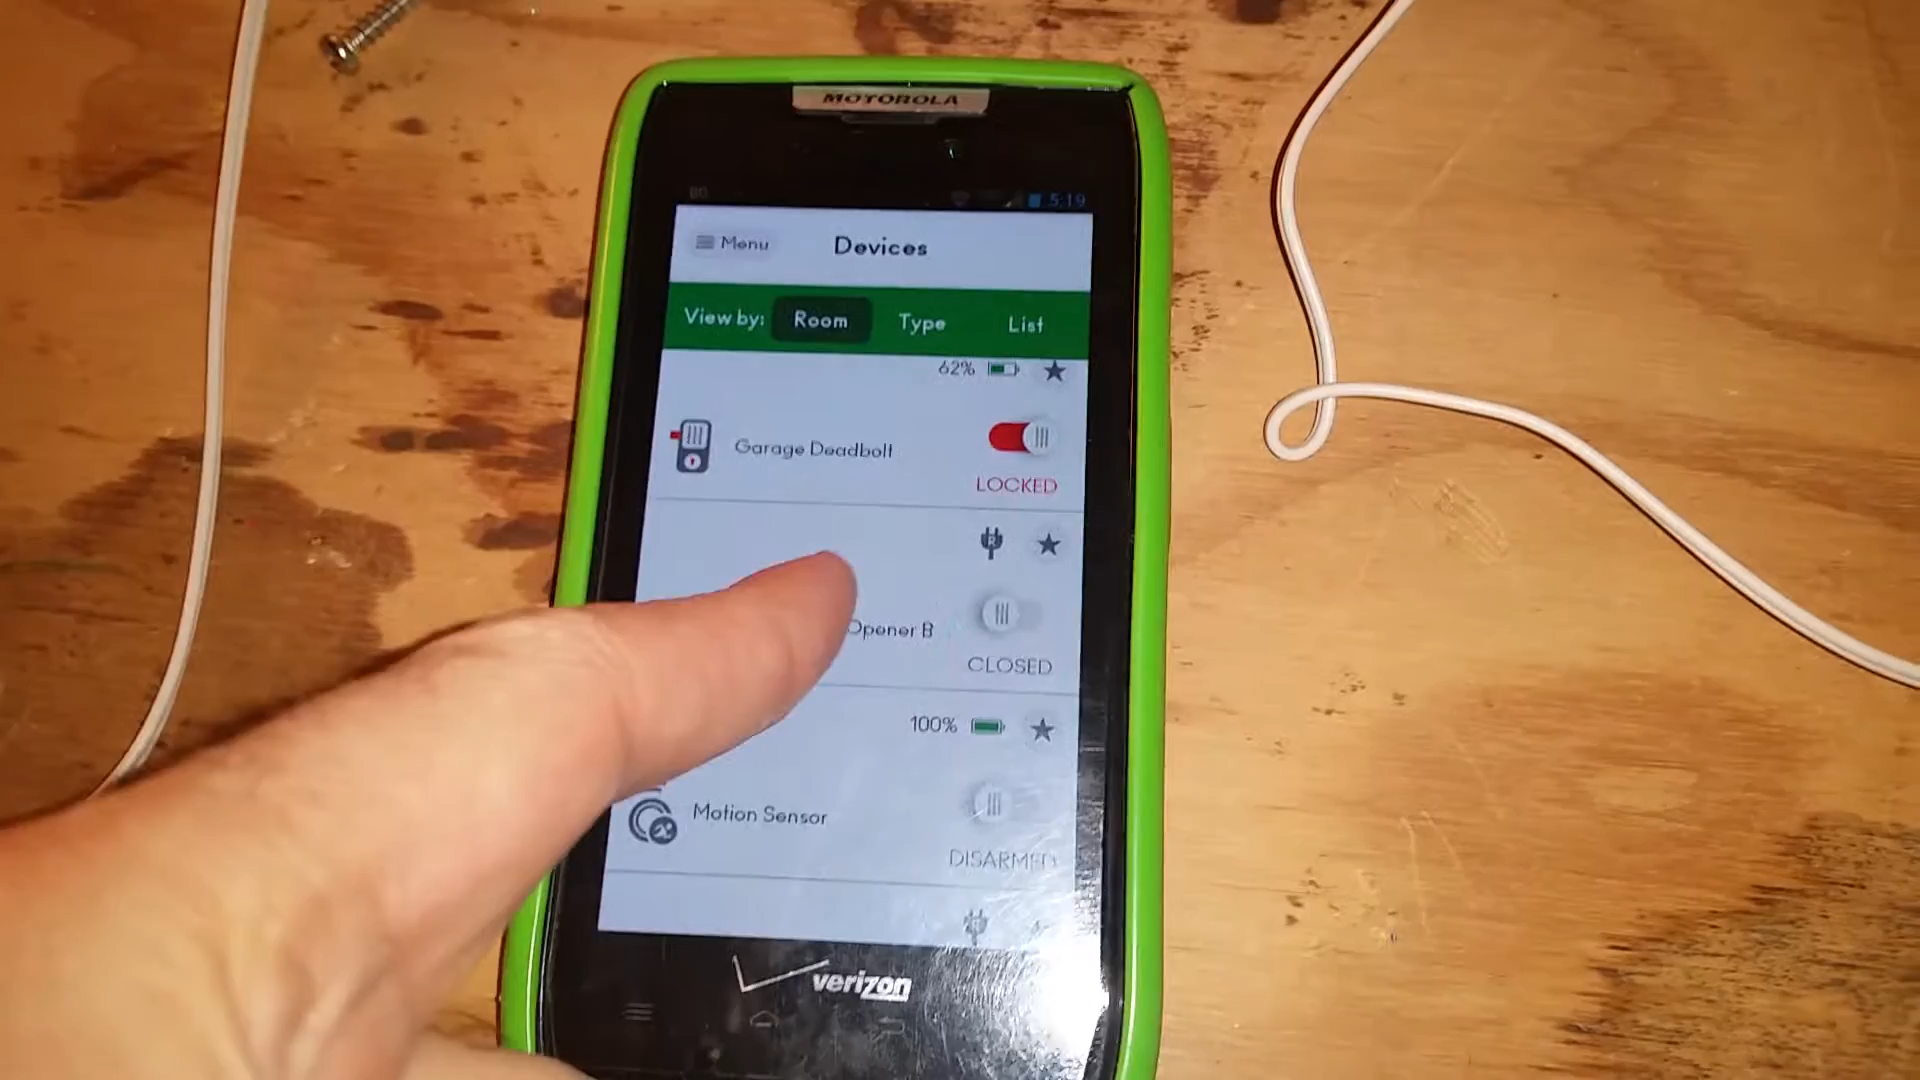 MOTOROLA
5:19
Menu
Devices
View by:
Room
Type
List
62%
Garage Deadbolt
LOCKED
Opener B
CLOSED
100%
Motion Sensor
DISARMED
verizon